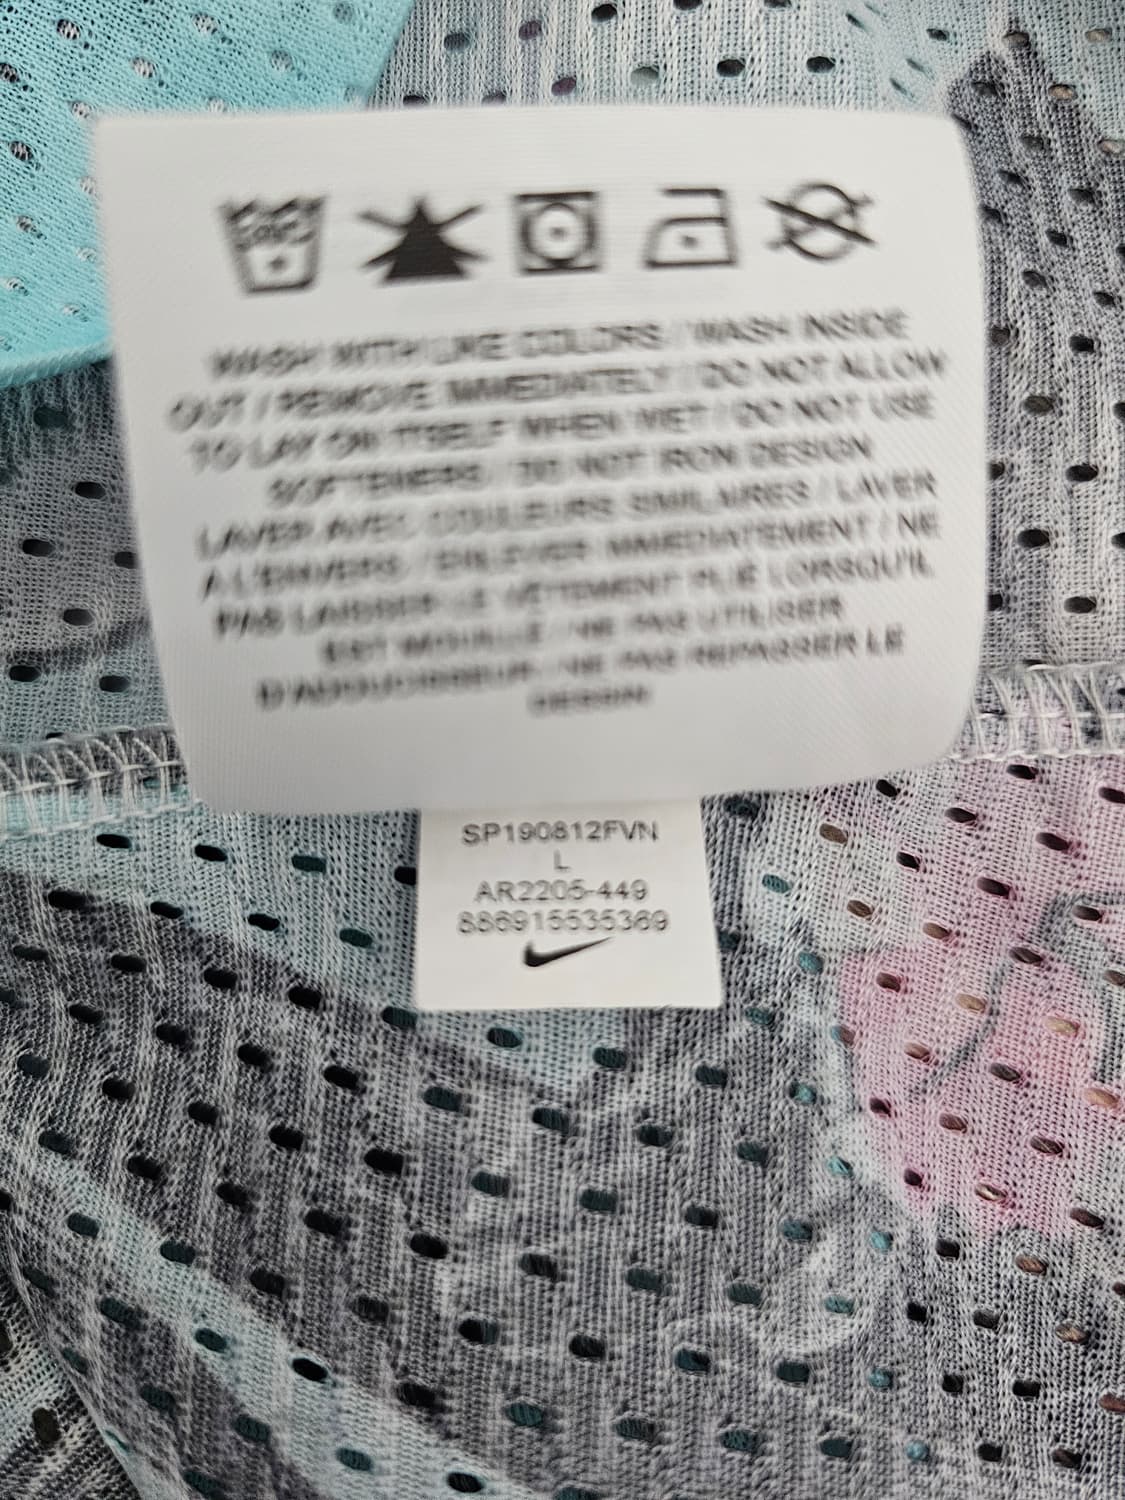 WASH WITH LIKE COLORS / WASH INSIDE
OUT / REMOVE IMMEDIATELY / DO NOT ALLOW
TO LAY ON ITSELF WHEN WET / DO NOT USE
SOFTENERS / DO NOT IRON DESIGN
LAVER AVEC COULEURS SIMILAIRES / LAVER
A L'ENVERS / ENLEVER IMMEDIATEMENT / NE
PAS LAISSER LE VÊTEMENT PLIÉ LORSQU'IL
EST MOUILLÉ / NE PAS UTILISER
D'ADOUCISSEUR / NE PAS REPASSER LE
DESSIN
SP190812FVN
L
AR2205-449
886915535369